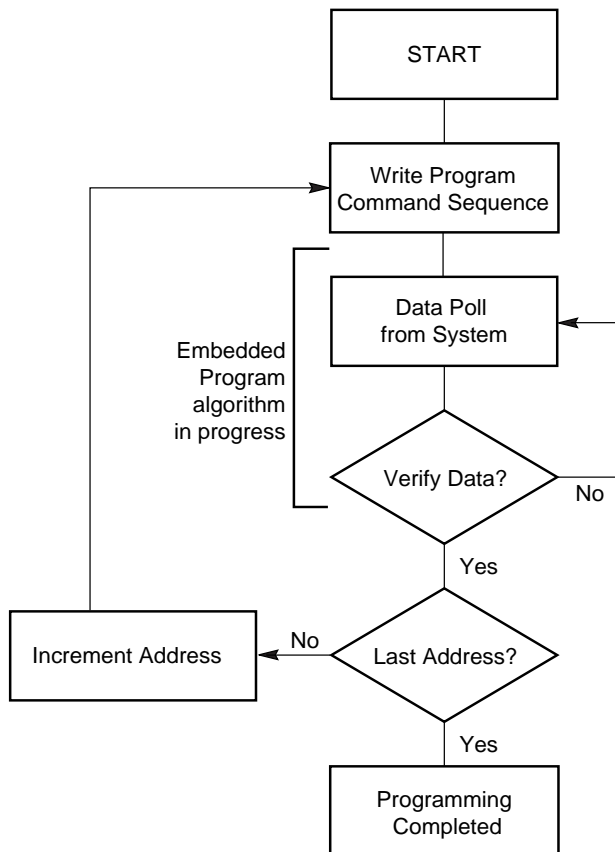 START
Write Program
Command Sequence
Data Poll
from System
Embedded
Program
algorithm
in progress
Verify Data?
No
Yes
Increment Address
No
Last Address?
Yes
Programming
Completed